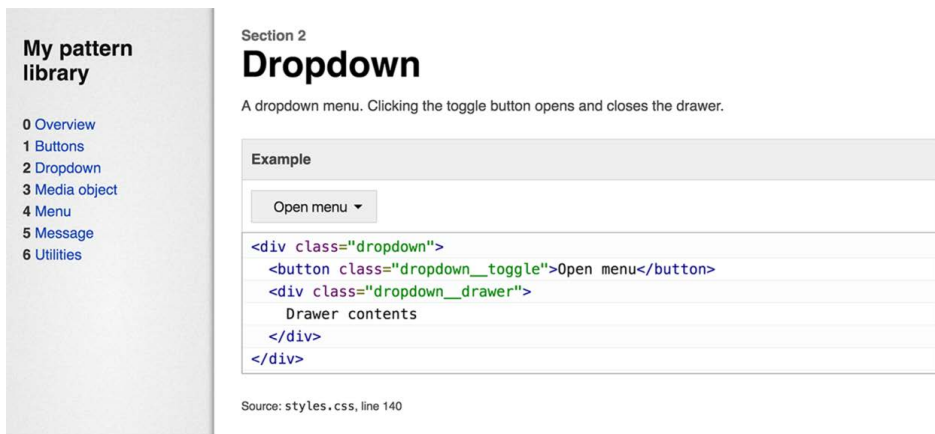 My pattern
library
0 Overview
1 Buttons
2 Dropdown
3 Media object
4 Menu
5 Message
6 Utilities
Section 2
Dropdown
A dropdown menu. Clicking the toggle button opens and closes the drawer.
Example
Open menu
<div class="dropdown">
  <button class="dropdown__toggle">Open menu</button>
  <div class="dropdown__drawer">
    Drawer contents
  </div>
</div>
Source: styles.css, line 140